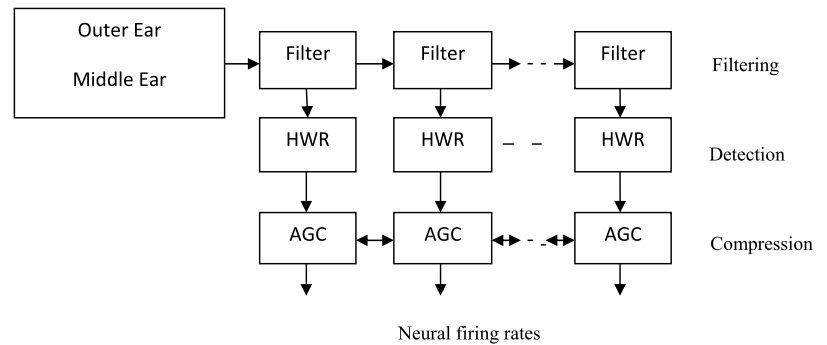 Outer Ear
Middle Ear
Filter
Filter
Filter
Filtering
HWR
HWR
HWR
Detection
AGC
AGC
AGC
Compression
Neural firing rates